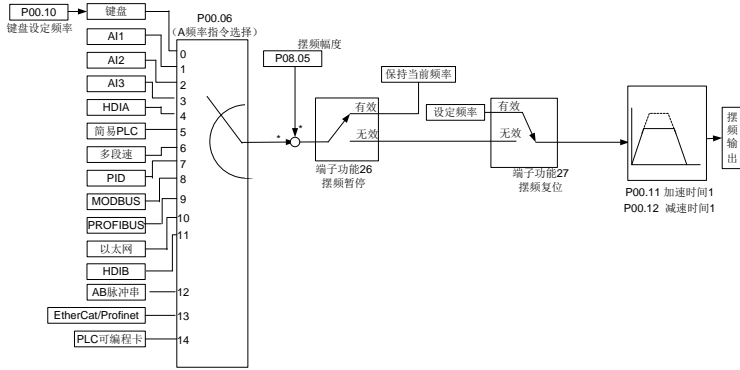 P00.10
键盘设定频率
键盘
AI1
AI2
AI3
HDIA
简易PLC
多段速
PID
MODBUS
PROFIBUS
以太网
HDIB
AB脉冲串
EtherCat/Profinet
PLC可编程卡
P00.06
（A频率指令选择）
0
1
2
3
4
5
6
7
8
9
10
11
12
13
14
摆频幅度
P08.05
*
*
保持当前频率
有效
无效
端子功能26
摆频暂停
设定频率
有效
无效
端子功能27
摆频复位
P00.11 加速时间1
P00.12 减速时间1
摆频输出